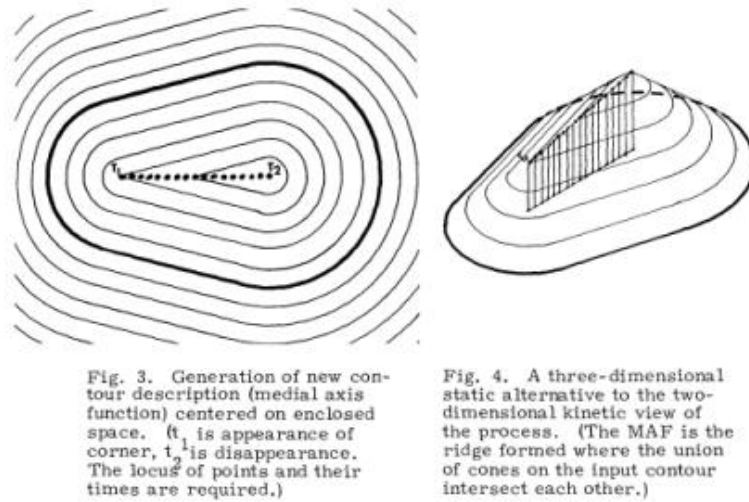 t1
T2
Fig. 3. Generation of new con-
tour description (medial axis
function) centered on enclosed
space. (t1 is appearance of
corner, t2 is disappearance.
The locus of points and their
times are required.)
Fig. 4. A three-dimensional
static alternative to the two-
dimensional kinetic view of
the process. (The MAF is the
ridge formed where the union
of cones on the input contour
intersect each other.)